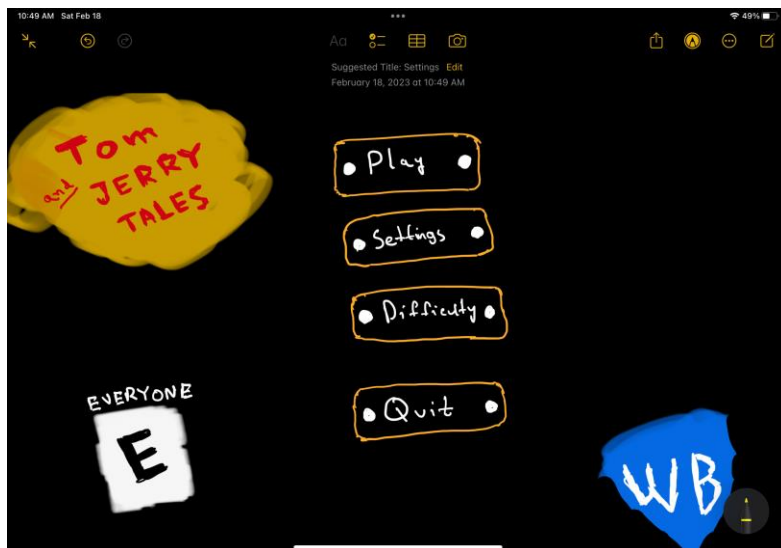 10:49 AM Sat Feb 18
49%
Aa
Suggested Title: Settings Edit
February 18, 2023 at 10:49 AM
Tom
and JERRY
TALES
Play
Settings
Difficulty
Quit
EVERYONE
E
WB